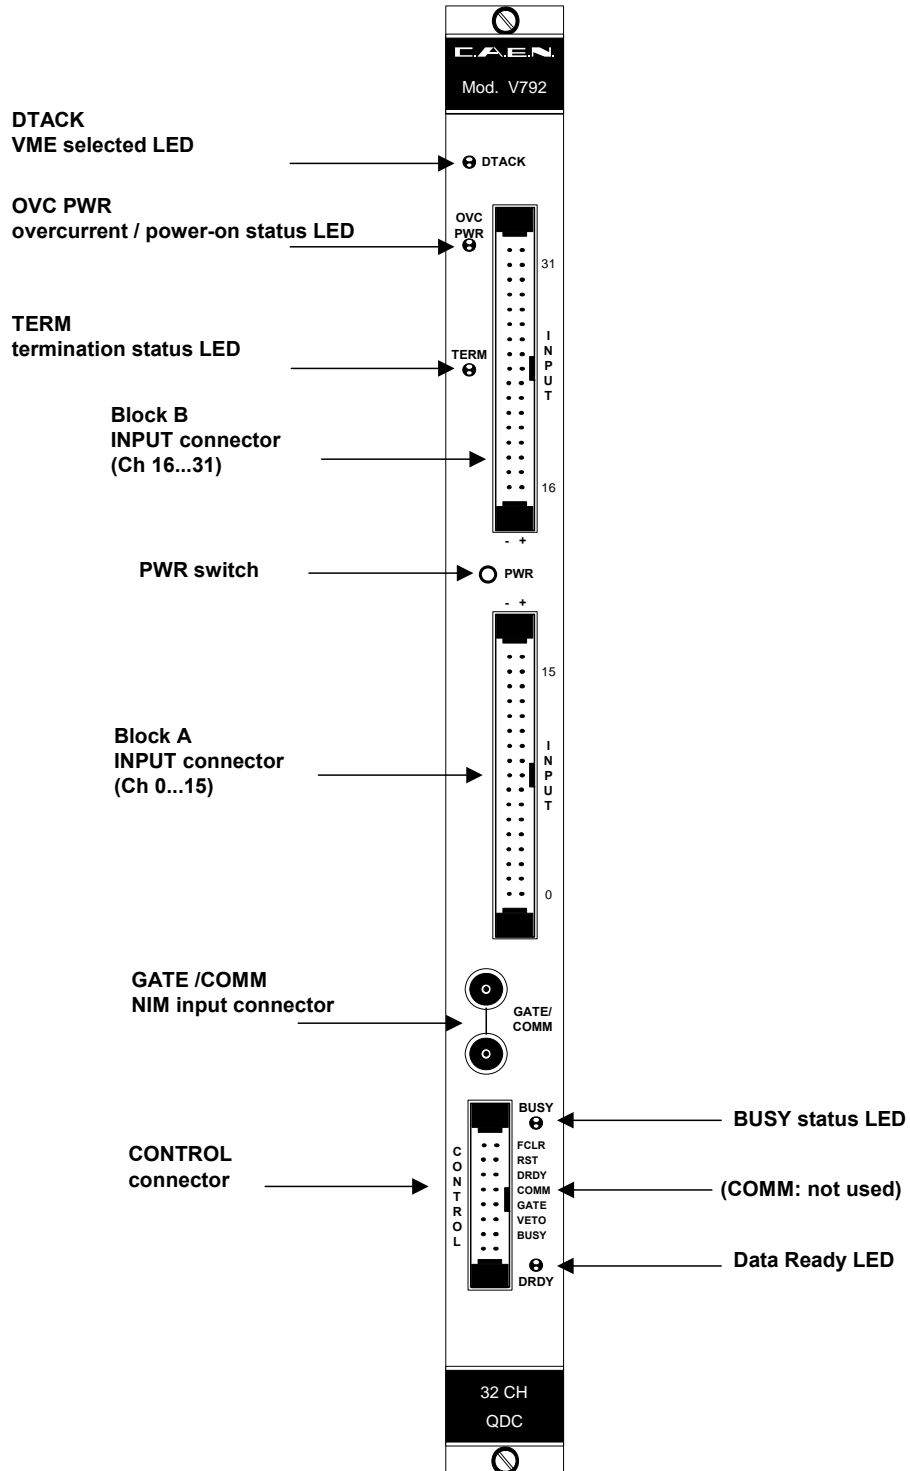 C.A.E.N.
Mod. V792
DTACK
VME selected LED
DTACK
OVC PWR
overcurrent / power-on status LED
OVC
PWR
31
TERM
termination status LED
TERM
INPUT
Block B
INPUT connector
(Ch 16...31)
16
- +
PWR switch
PWR
- +
15
Block A
INPUT connector
(Ch 0...15)
INPUT
0
GATE /COMM
NIM input connector
GATE/
COMM
BUSY
BUSY status LED
CONTROL
connector
CONTROL
FCLR
RST
DRDY
COMM
GATE
VETO
BUSY
(COMM: not used)
Data Ready LED
DRDY
32 CH
QDC